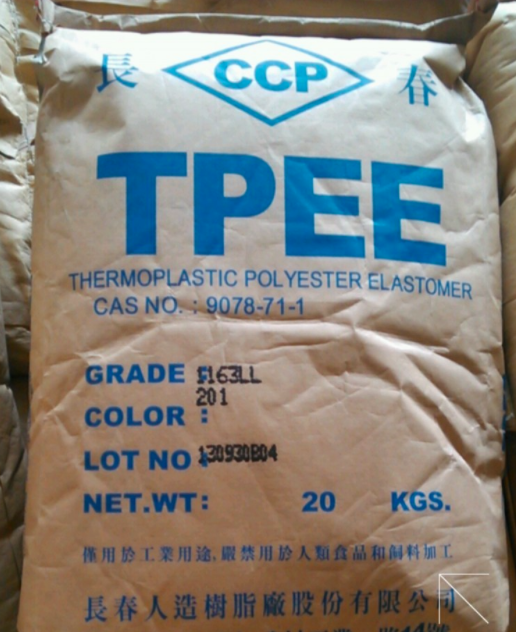 長 CCP 春
TPEE
THERMOPLASTIC POLYESTER ELASTOMER
CAS NO. : 9078-71-1
GRADE : 1163LL
COLOR : 201
LOT NO : 130930B04
NET.WT: 20 KGS.
僅用於工業用途,嚴禁用於人類食品和飼料加工
長春人造樹脂廠股份有限公司